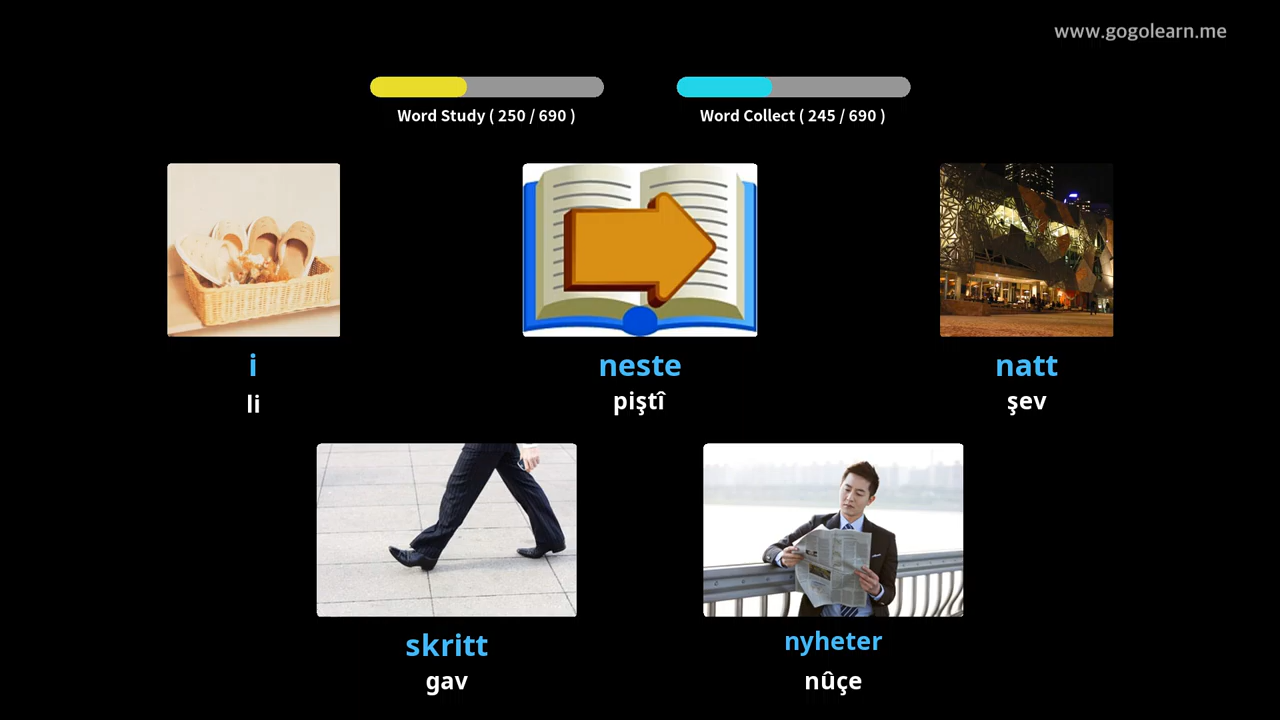 www.gogolearn.me
Word Study ( 250 / 690 )
Word Collect ( 245 / 690 )
i
li
neste
piştî
natt
şev
skritt
gav
nyheter
nûçe